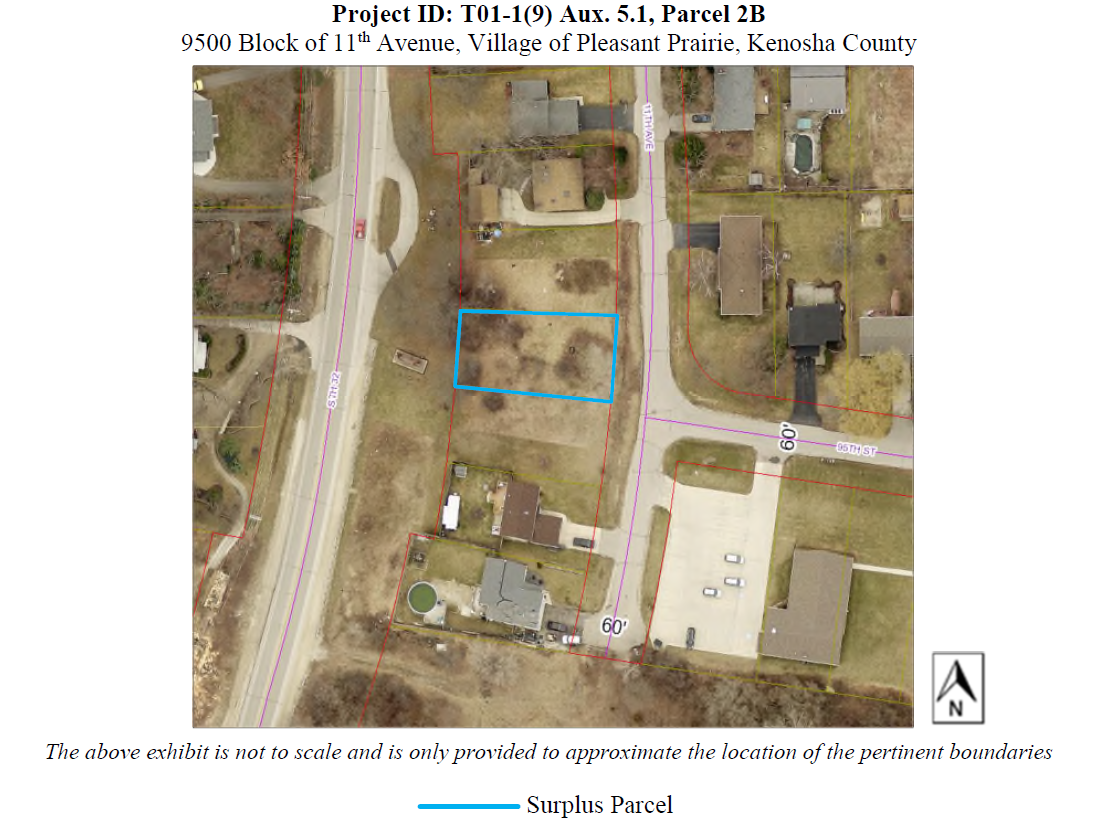 Project ID: T01-1(9) Aux. 5.1, Parcel 2B
9500 Block of 11th Avenue, Village of Pleasant Prairie, Kenosha County
11TH AVE
STH 32
60'
95TH ST
60'
N
The above exhibit is not to scale and is only provided to approximate the location of the pertinent boundaries
Surplus Parcel